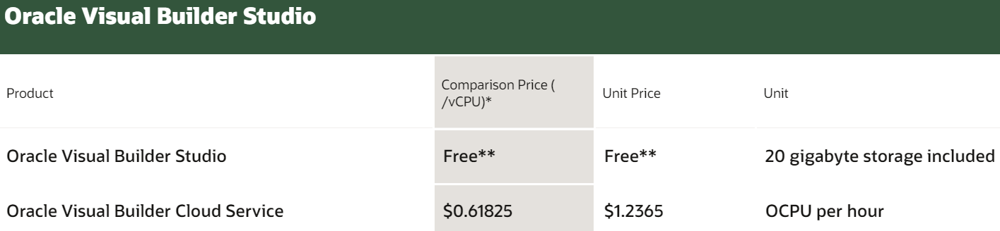 Oracle Visual Builder Studio
Product
Comparison Price (
/vCPU)*
Unit Price
Unit
Oracle Visual Builder Studio
Free**
Free**
20 gigabyte storage included
Oracle Visual Builder Cloud Service
$0.61825
$1.2365
OCPU per hour